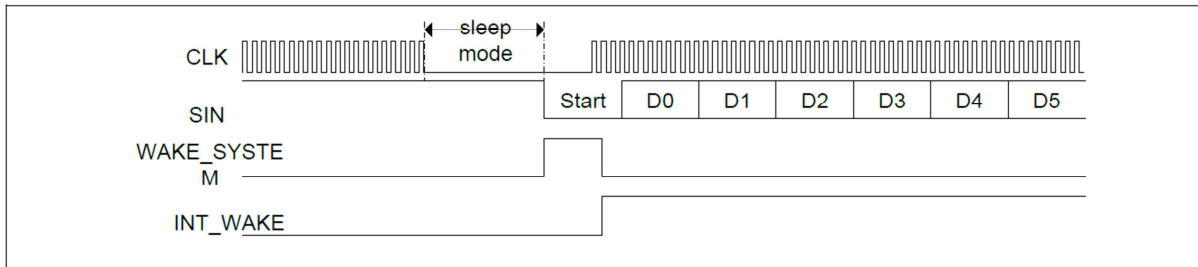 sleep
mode
CLK
SIN
Start D0 D1 D2 D3 D4 D5
WAKE_SYSTE
M
INT_WAKE